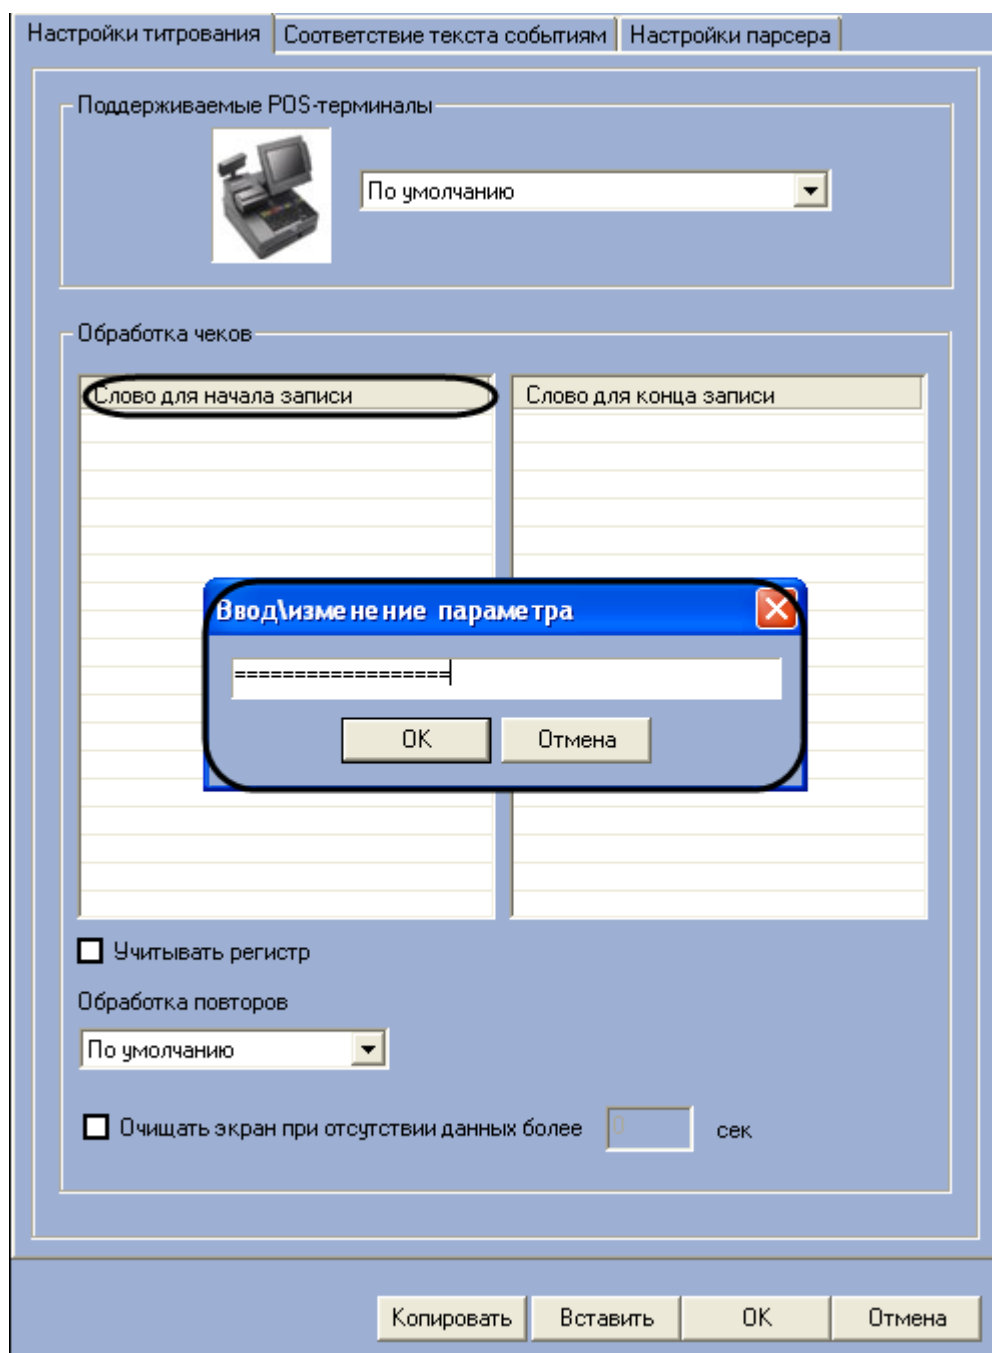 Настройки титрования Соответствие текста событиям Настройки парсера
Поддерживаемые POS-терминалы
По умолчанию
Обработка чеков
Слово для начала записи Слово для конца записи
Ввод\изменение параметра
==================
OK Отмена
Учитывать регистр
Обработка повторов
По умолчанию
Очищать экран при отсутствии данных более 0 сек
Копировать Вставить OK Отмена